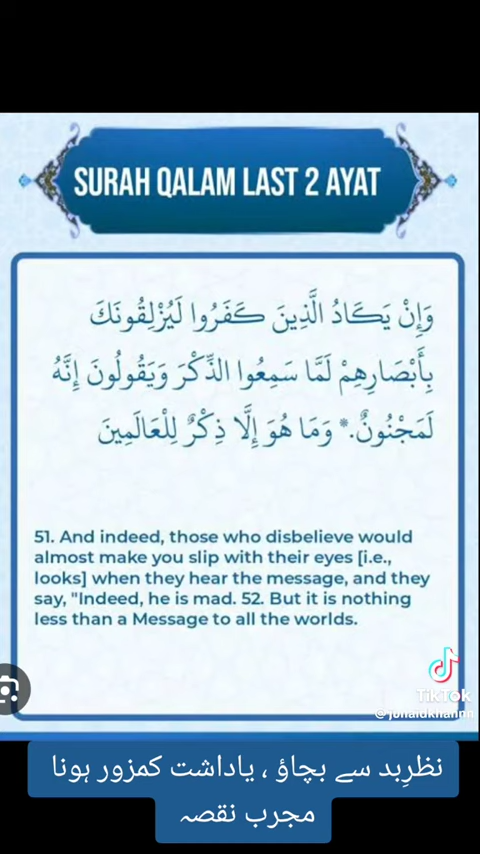 SURAH QALAM LAST 2 AYAT
وَإِنْ يَكَادُ الَّذِينَ كَفَرُوا لَيُزْلِقُونَكَ
بِأَبْصَارِهِمْ لَمَّا سَمِعُوا الذِّكْرَ وَيَقُولُونَ إِنَّهُ
لَمَجْنُونٌ.* وَمَا هُوَ إِلَّا ذِكْرٌ لِلْعَالَمِينَ
51. And indeed, those who disbelieve would
almost make you slip with their eyes [i.e.,
looks] when they hear the message, and they
say, "Indeed, he is mad. 52. But it is nothing
less than a Message to all the worlds.
TikTok
نظرِبد سے بچاؤ ، یاداشت کمزور ہونا
مجرب نقصہ